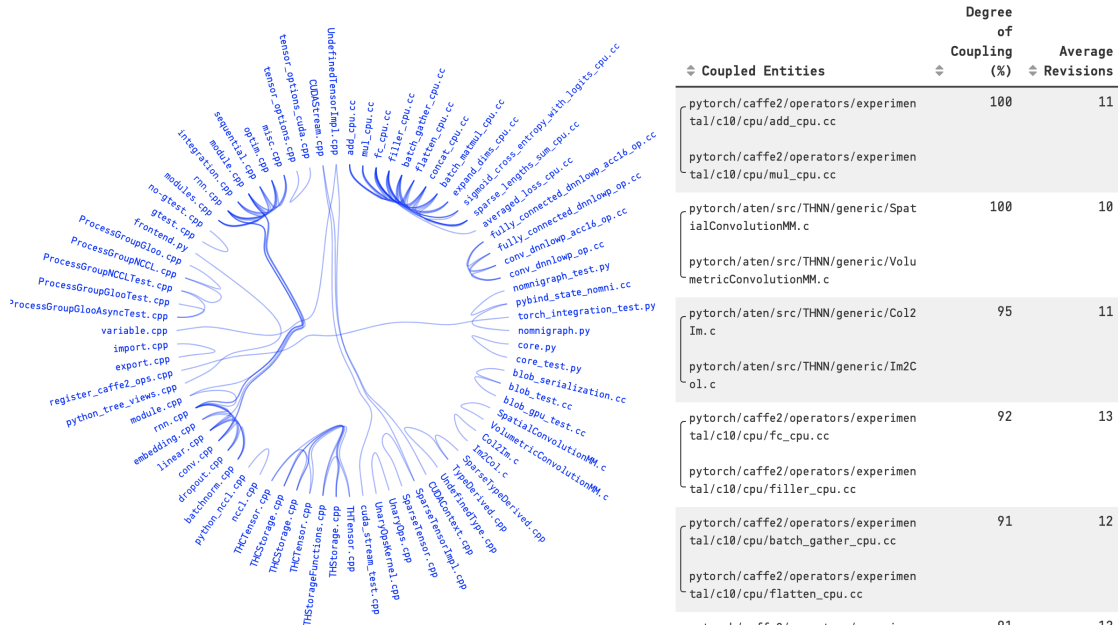 UndefinedTensorImpl.cpp
add_cpu.cc
mul_cpu.cc
fc_cpu.cc
filler_cpu.cc
batch_gather_cpu.cc
flatten_cpu.cc
concat_cpu.cc
batch_matmul_cpu.cc
expand_dims_cpu.cc
sigmoid_cross_entropy_with_logits_cpu.cc
sparse_lengths_sum_cpu.cc
averaged_loss_cpu.cc
fully_connected_dnnlowp_acc16_op.cc
fully_connected_dnnlowp_op.cc
conv_dnnlowp_acc16_op.cc
conv_dnnlowp_op.cc
nomnigraph_test.py
pybind_state_nomni.cc
torch_integration_test.py
nomnigraph.py
core.py
core_test.py
blob_serialization.cc
blob_test.cc
blob_gpu_test.cc
SpatialConvolutionMM.c
VolumetricConvolutionMM.c
Col2Im.c
Im2Col.c
SparseTypeDerived.cpp
TypeDerived.cpp
UndefinedType.cpp
CUDAContext.cpp
SparseTensorImpl.cpp
SparseTensor.cpp
UnaryOps.cpp
UnaryOpsKernel.cpp
cuda_stream_test.cpp
THTensor.cpp
THStorage.cpp
THStorageFunctions.cpp
THCTensor.cpp
THCStorage.cpp
THCStorage.cpp
THCTensor.cpp
nccl.cpp
python_nccl.cpp
batchnorm.cpp
dropout.cpp
conv.cpp
linear.cpp
embedding.cpp
rnn.cpp
module.cpp
python_tree_views.cpp
register_caffe2_ops.cpp
export.cpp
import.cpp
variable.cpp
ProcessGroupGlooAsyncTest.cpp
ProcessGroupGlooTest.cpp
ProcessGroupNCCLTest.cpp
ProcessGroupNCCL.cpp
ProcessGroupGloo.cpp
frontend.py
gtest.cpp
no-gtest.cpp
modules.cpp
rnn.cpp
integration.cpp
module.cpp
sequential.cpp
optim.cpp
misc.cpp
tensor_options.cpp
tensor_options_cuda.cpp
CUDAStream.cpp
Coupled Entities
Degree
of
Coupling
(%)
Average
Revisions
pytorch/caffe2/operators/experimen 100 11
tal/c10/cpu/add_cpu.cc
pytorch/caffe2/operators/experimen
tal/c10/cpu/mul_cpu.cc
pytorch/aten/src/THNN/generic/Spat 100 10
ialConvolutionMM.c
pytorch/aten/src/THNN/generic/Volu
metricConvolutionMM.c
pytorch/aten/src/THNN/generic/Col2 95 11
Im.c
pytorch/aten/src/THNN/generic/Im2C
ol.c
pytorch/caffe2/operators/experimen 92 13
tal/c10/cpu/fc_cpu.cc
pytorch/caffe2/operators/experimen
tal/c10/cpu/filler_cpu.cc
pytorch/caffe2/operators/experimen 91 12
tal/c10/cpu/batch_gather_cpu.cc
pytorch/caffe2/operators/experimen
tal/c10/cpu/flatten_cpu.cc